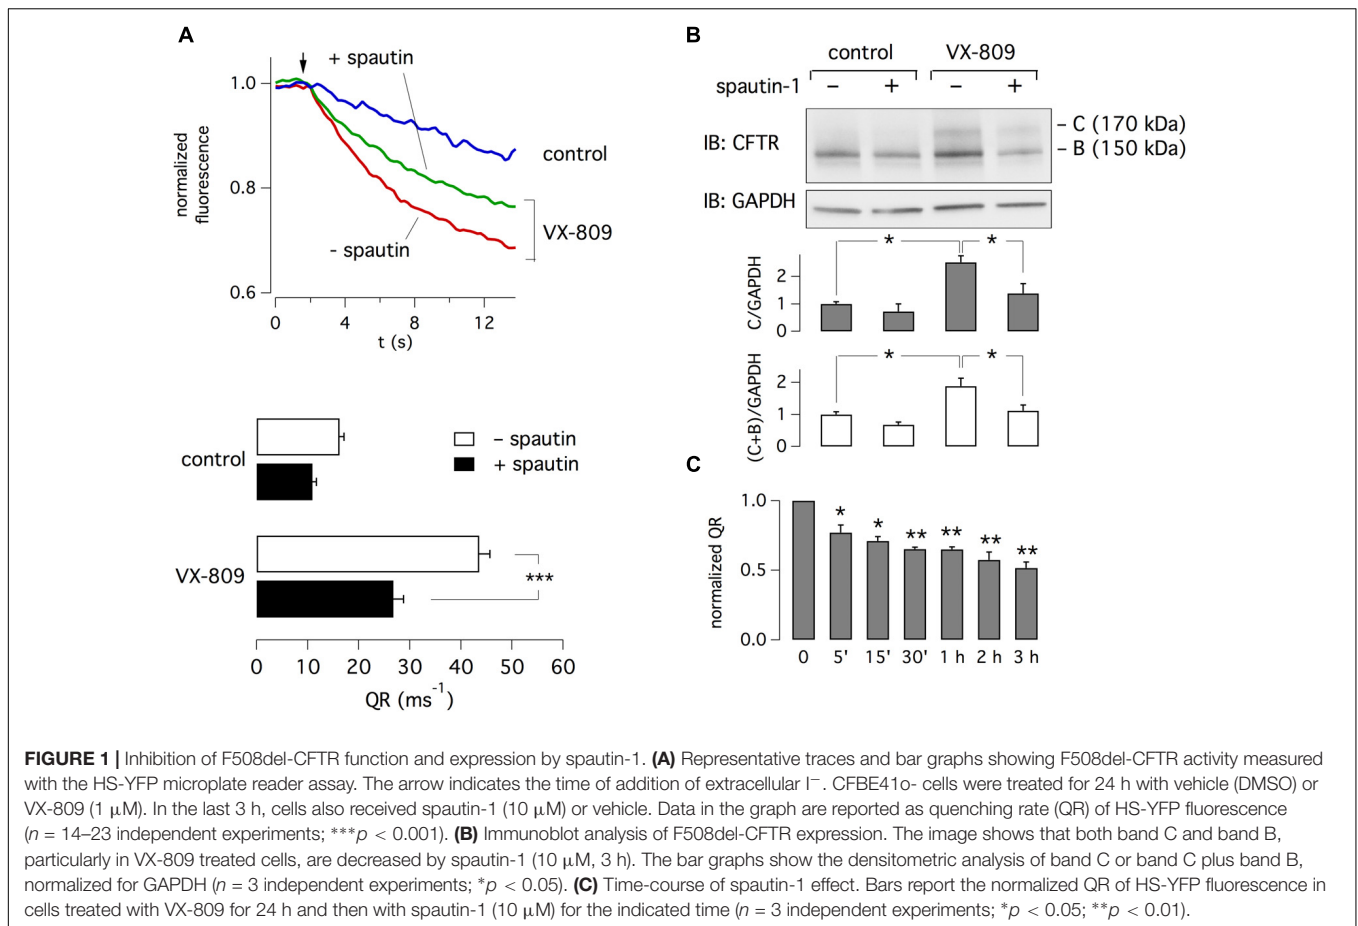 A
+ spautin
1.0
0.8
0.6
normalized
fluorescence
control
VX-809
- spautin
0 4 8 12
t (s)
control
VX-809
– spautin
+ spautin
***
0 10 20 30 40 50 60
QR (ms⁻¹)
B
control VX-809
spautin-1 – + – +
IB: CFTR
– C (170 kDa)
– B (150 kDa)
IB: GAPDH
* *
C/GAPDH
2
1
0
* *
(C+B)/GAPDH
2
1
0
C
normalized QR
1.0
0.5
0.0
* * ** ** ** **
0 5' 15' 30' 1 h 2 h 3 h
FIGURE 1 | Inhibition of F508del-CFTR function and expression by spautin-1. (A) Representative traces and bar graphs showing F508del-CFTR activity measured
with the HS-YFP microplate reader assay. The arrow indicates the time of addition of extracellular I⁻. CFBE41o- cells were treated for 24 h with vehicle (DMSO) or
VX-809 (1 µM). In the last 3 h, cells also received spautin-1 (10 µM) or vehicle. Data in the graph are reported as quenching rate (QR) of HS-YFP fluorescence
(n = 14–23 independent experiments; ***p < 0.001). (B) Immunoblot analysis of F508del-CFTR expression. The image shows that both band C and band B,
particularly in VX-809 treated cells, are decreased by spautin-1 (10 µM, 3 h). The bar graphs show the densitometric analysis of band C or band C plus band B,
normalized for GAPDH (n = 3 independent experiments; *p < 0.05). (C) Time-course of spautin-1 effect. Bars report the normalized QR of HS-YFP fluorescence in
cells treated with VX-809 for 24 h and then with spautin-1 (10 µM) for the indicated time (n = 3 independent experiments; *p < 0.05; **p < 0.01).